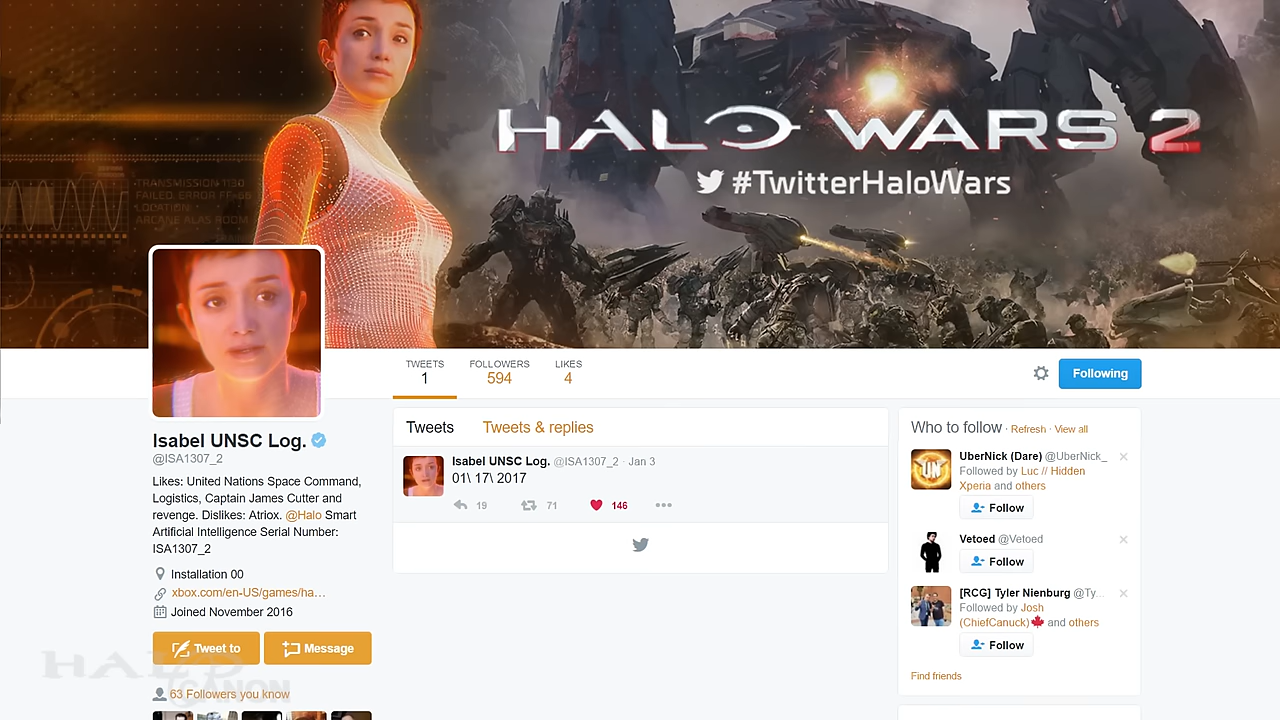 HALO WARS 2
#TwitterHaloWars
TRANSMISSION 1130
FAILED, ERROR FF-66
LOCATION:
ARCANE ALAS ROOM
TWEETS
1
FOLLOWERS
594
LIKES
4
Following
Isabel UNSC Log.
@ISA1307_2
Likes: United Nations Space Command,
Logistics, Captain James Cutter and
revenge. Dislikes: Atriox. @Halo Smart
Artificial Intelligence Serial Number:
ISA1307_2
Installation 00
xbox.com/en-US/games/ha…
Joined November 2016
Tweet to
Message
63 Followers you know
HALO
CANON
Tweets
Tweets & replies
Isabel UNSC Log. @ISA1307_2 · Jan 3
01\ 17\ 2017
19
71
146
Who to follow · Refresh · View all
UberNick (Dare) @UberNick_
Followed by Luc // Hidden
Xperia and others
Follow
Vetoed @Vetoed
Follow
[RCG] Tyler Nienburg @Ty...
Followed by Josh
(ChiefCanuck)🍁 and others
Follow
Find friends